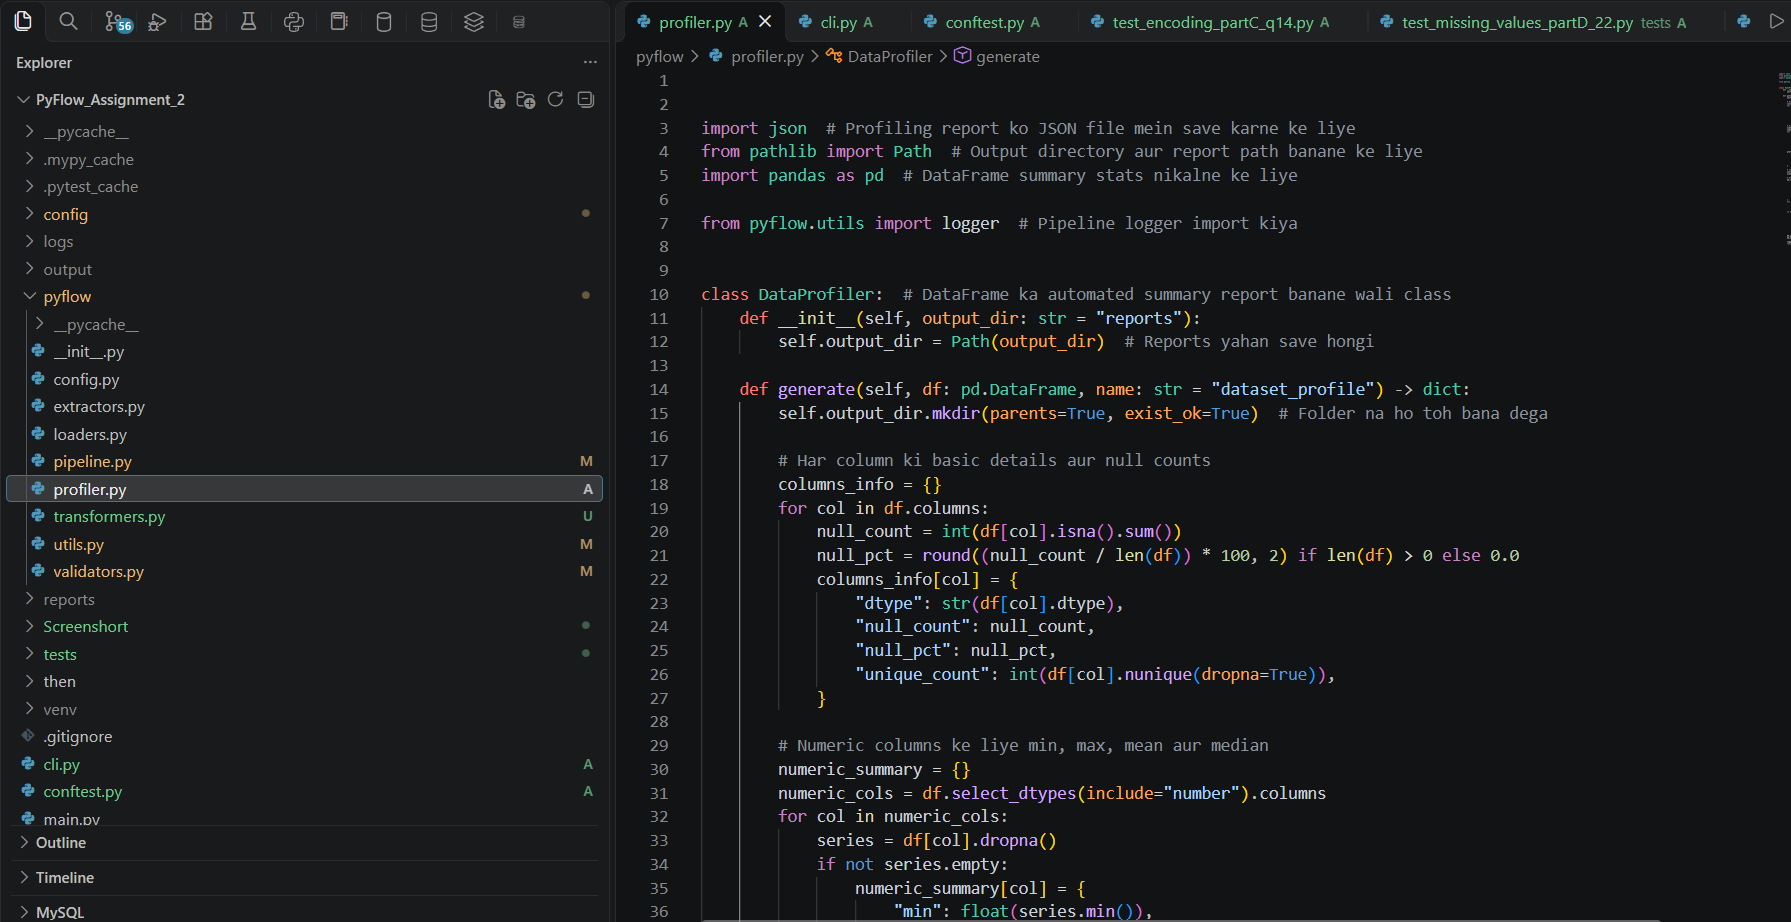 56
profiler.py A
cli.py A
conftest.py A
test_encoding_partC_q14.py A
test_missing_values_partD_22.py tests A
Explorer
pyflow > profiler.py > DataProfiler > generate
PyFlow_Assignment_2
__pycache__
.mypy_cache
.pytest_cache
config
logs
output
pyflow
__pycache__
__init__.py
config.py
extractors.py
loaders.py
pipeline.py M
profiler.py A
transformers.py U
utils.py M
validators.py M
reports
Screenshort
tests
then
venv
.gitignore
cli.py A
conftest.py A
main.py
Outline
Timeline
MySQL
1
2
3 import json  # Profiling report ko JSON file mein save karne ke liye
4 from pathlib import Path  # Output directory aur report path banane ke liye
5 import pandas as pd  # DataFrame summary stats nikalne ke liye
6
7 from pyflow.utils import logger  # Pipeline logger import kiya
8
9
10 class DataProfiler:  # DataFrame ka automated summary report banane wali class
11     def __init__(self, output_dir: str = "reports"):
12         self.output_dir = Path(output_dir)  # Reports yahan save hongi
13
14     def generate(self, df: pd.DataFrame, name: str = "dataset_profile") -> dict:
15         self.output_dir.mkdir(parents=True, exist_ok=True)  # Folder na ho toh bana dega
16
17         # Har column ki basic details aur null counts
18         columns_info = {}
19         for col in df.columns:
20             null_count = int(df[col].isna().sum())
21             null_pct = round((null_count / len(df)) * 100, 2) if len(df) > 0 else 0.0
22             columns_info[col] = {
23                 "dtype": str(df[col].dtype),
24                 "null_count": null_count,
25                 "null_pct": null_pct,
26                 "unique_count": int(df[col].nunique(dropna=True)),
27             }
28
29         # Numeric columns ke liye min, max, mean aur median
30         numeric_summary = {}
31         numeric_cols = df.select_dtypes(include="number").columns
32         for col in numeric_cols:
33             series = df[col].dropna()
34             if not series.empty:
35                 numeric_summary[col] = {
36                     "min": float(series.min()),